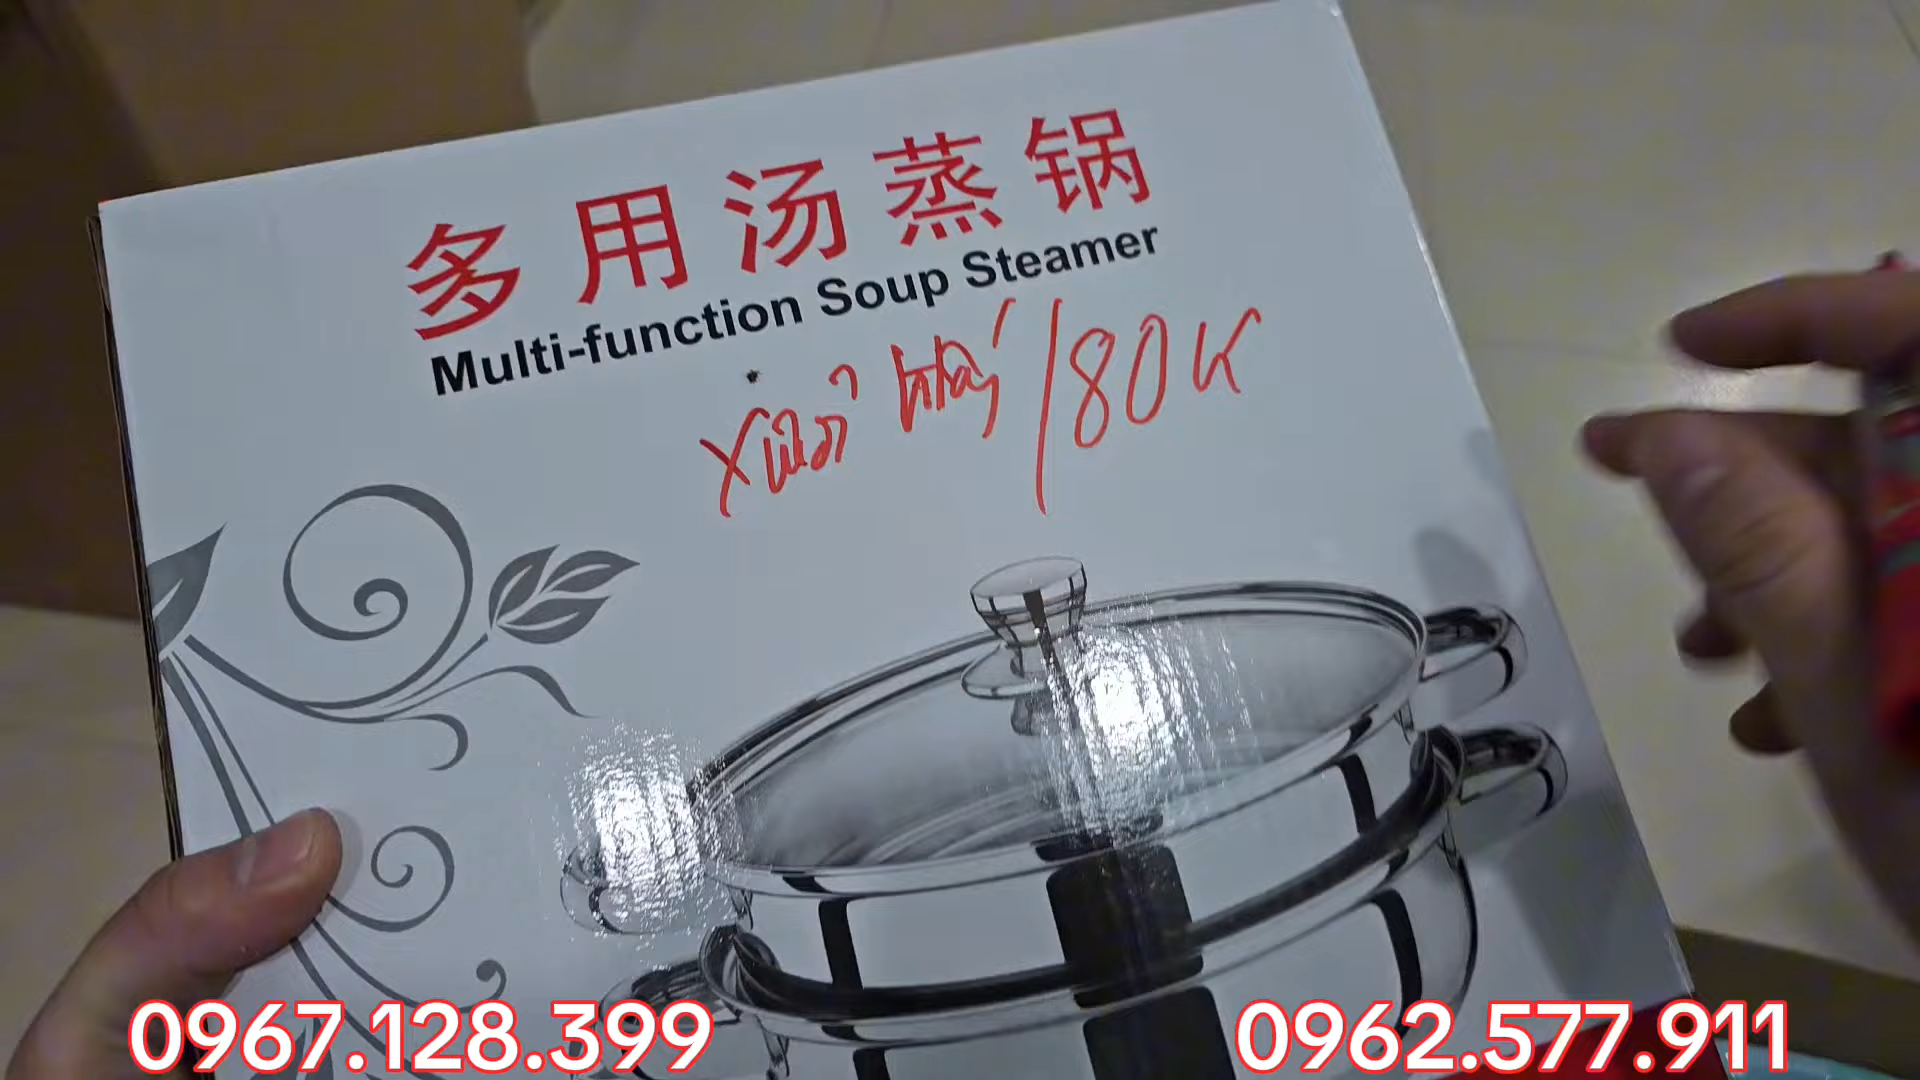 多用汤蒸锅
Multi-function Soup Steamer
180K
0967.128.399
0962.577.911